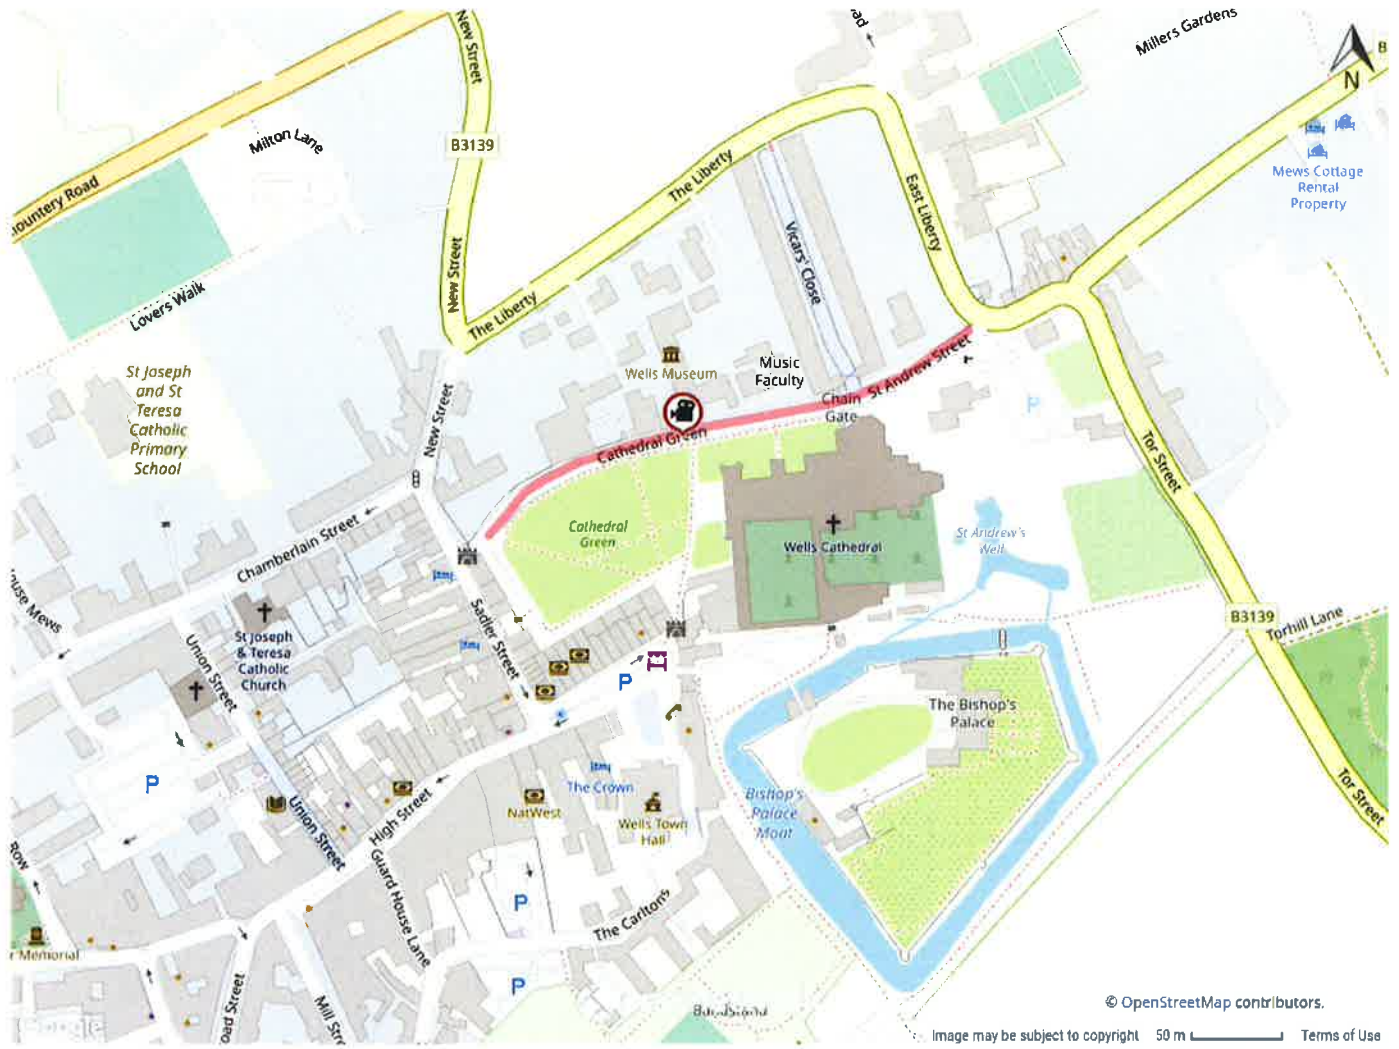 New Street
Millers Gardens
N
B
Milton Lane
B3139
Mews Cottage
Rental
Property
The Liberty
East Liberty
Vicars' Close
Lovers Walk
New Street
The Liberty
St Joseph
and St
Teresa
Catholic
Primary
School
Wells Museum
Music
Faculty
St Andrew Street
Chain
Gate
P
New Street
Cathedral Green
Tor Street
Cathedral
Green
Wells Cathedral
St Andrew's
Well
Chamberlain Street
St Joseph
& Teresa
Catholic
Church
Union Street
Sadler Street
B3139
Torhill Lane
P
The Bishop's
Palace
P
The Crown
NatWest
Wells Town
Hall
Bishop's
Palace
Moat
Tor Street
Union Street
High Street
Guard House Lane
Row
P
The Carltons
Memorial
P
Mill
Bandstand
© OpenStreetMap contributors.
Image may be subject to copyright 50 m Terms of Use